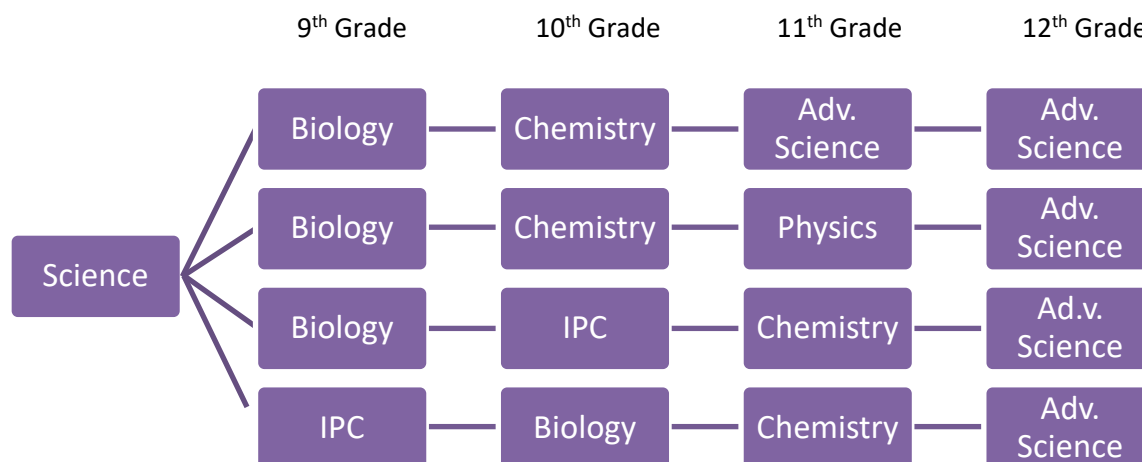 9th Grade 10th Grade 11th Grade 12th Grade
Biology Chemistry Adv. Science Adv. Science
Biology Chemistry Physics Adv. Science
Science
Biology IPC Chemistry Ad.v. Science
IPC Biology Chemistry Adv. Science